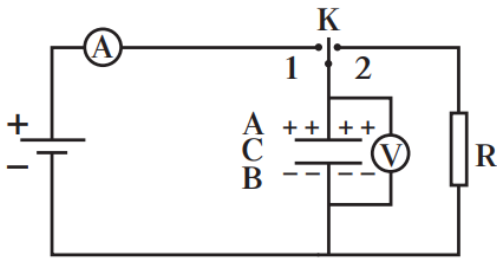 K
A
1 2
+
A + + + +
C V R
B − − − −
−